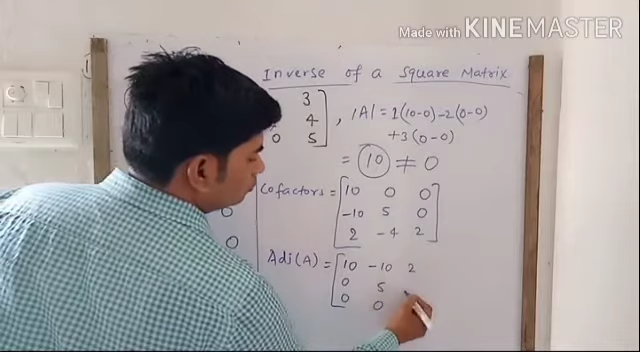 Made with KINEMASTER
Inverse of a Square Matrix
3
4 , |A| = 1(10-0) -2(0-0)
0 5 +3(0-0)
= 10 ≠ 0
Cofactors = [ 10 0 0
-10 5 0
2 -4 2 ]
0
0
Adj(A) = [ 10 -10 2
0 5
0 0